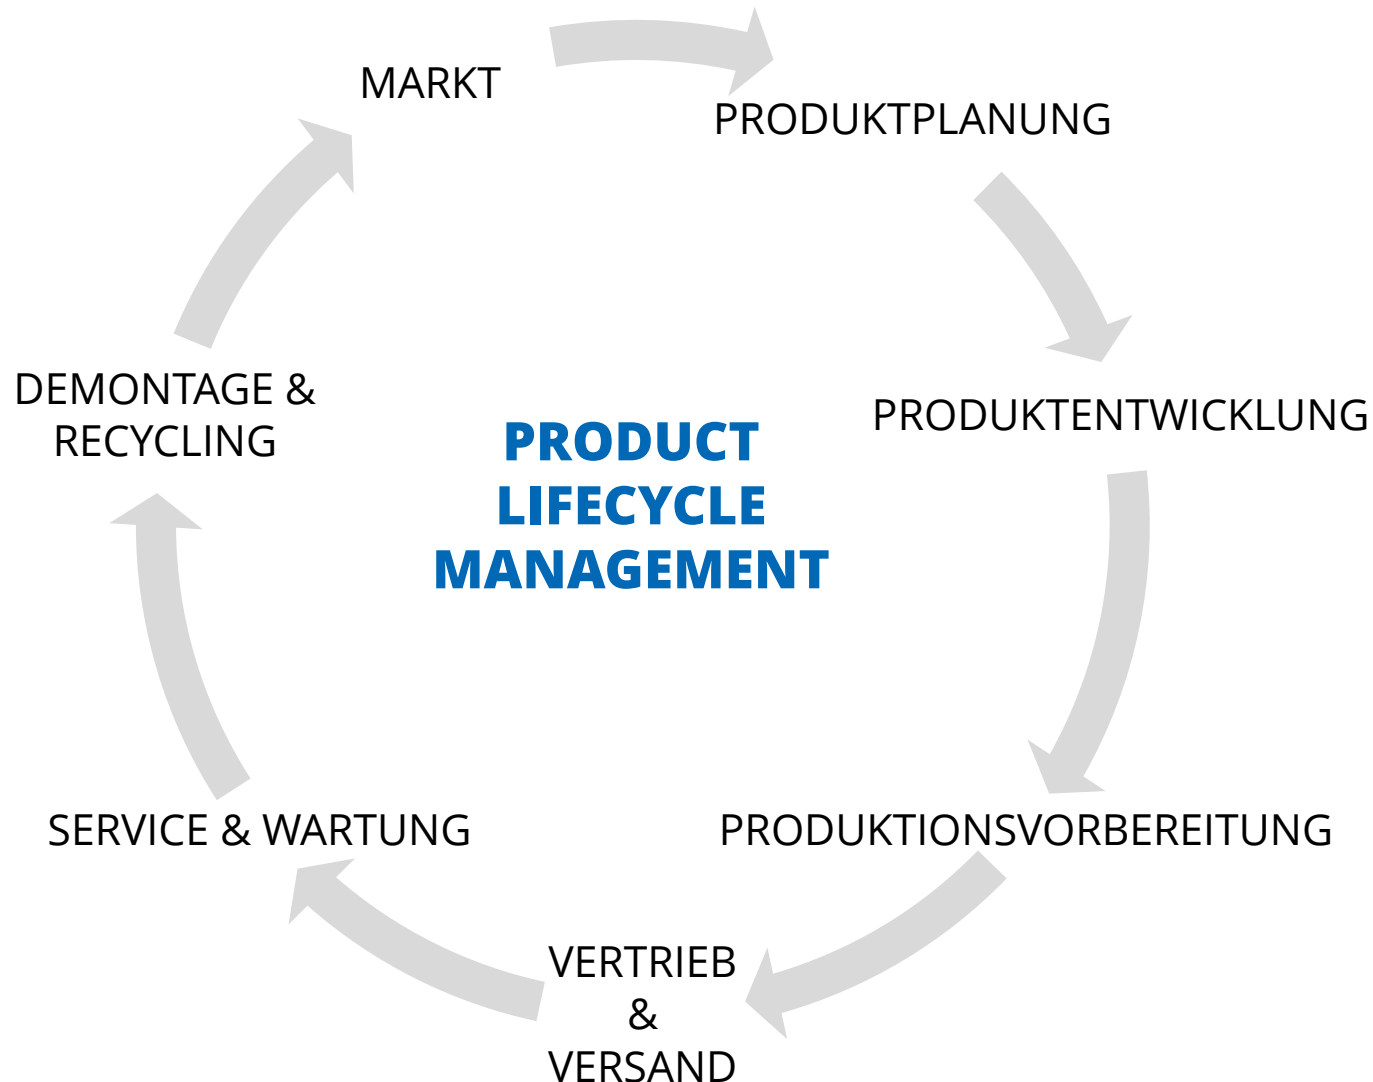 MARKT
PRODUKTPLANUNG
PRODUKTENTWICKLUNG
PRODUKTIONSVORBEREITUNG
VERTRIEB
&
VERSAND
SERVICE & WARTUNG
DEMONTAGE &
RECYCLING
PRODUCT
LIFECYCLE
MANAGEMENT